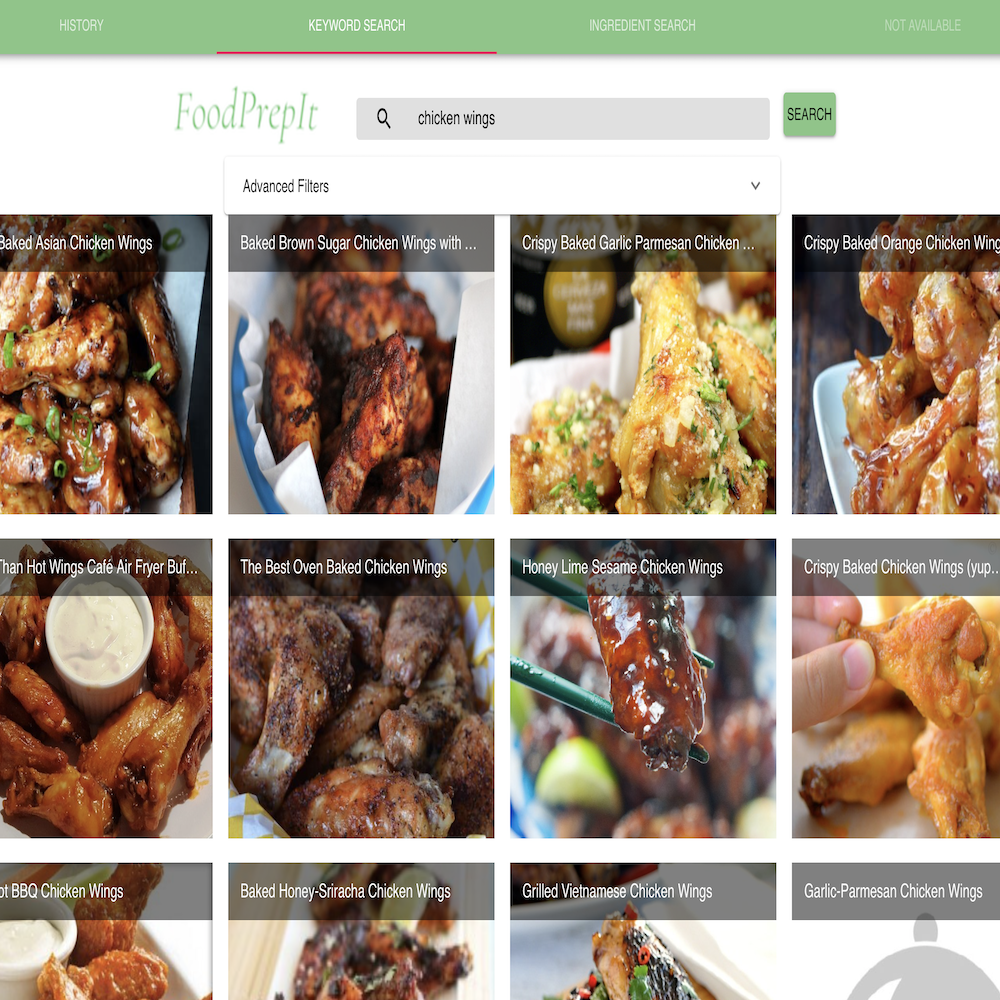 HISTORY
KEYWORD SEARCH
INGREDIENT SEARCH
NOT AVAILABLE
FoodPrepIt
chicken wings
SEARCH
Advanced Filters
Baked Asian Chicken Wings
Baked Brown Sugar Chicken Wings with ...
Crispy Baked Garlic Parmesan Chicken ...
Crispy Baked Orange Chicken Wing
Than Hot Wings Café Air Fryer Buf...
The Best Oven Baked Chicken Wings
Honey Lime Sesame Chicken Wings
Crispy Baked Chicken Wings (yup...
ot BBQ Chicken Wings
Baked Honey-Sriracha Chicken Wings
Grilled Vietnamese Chicken Wings
Garlic-Parmesan Chicken Wings